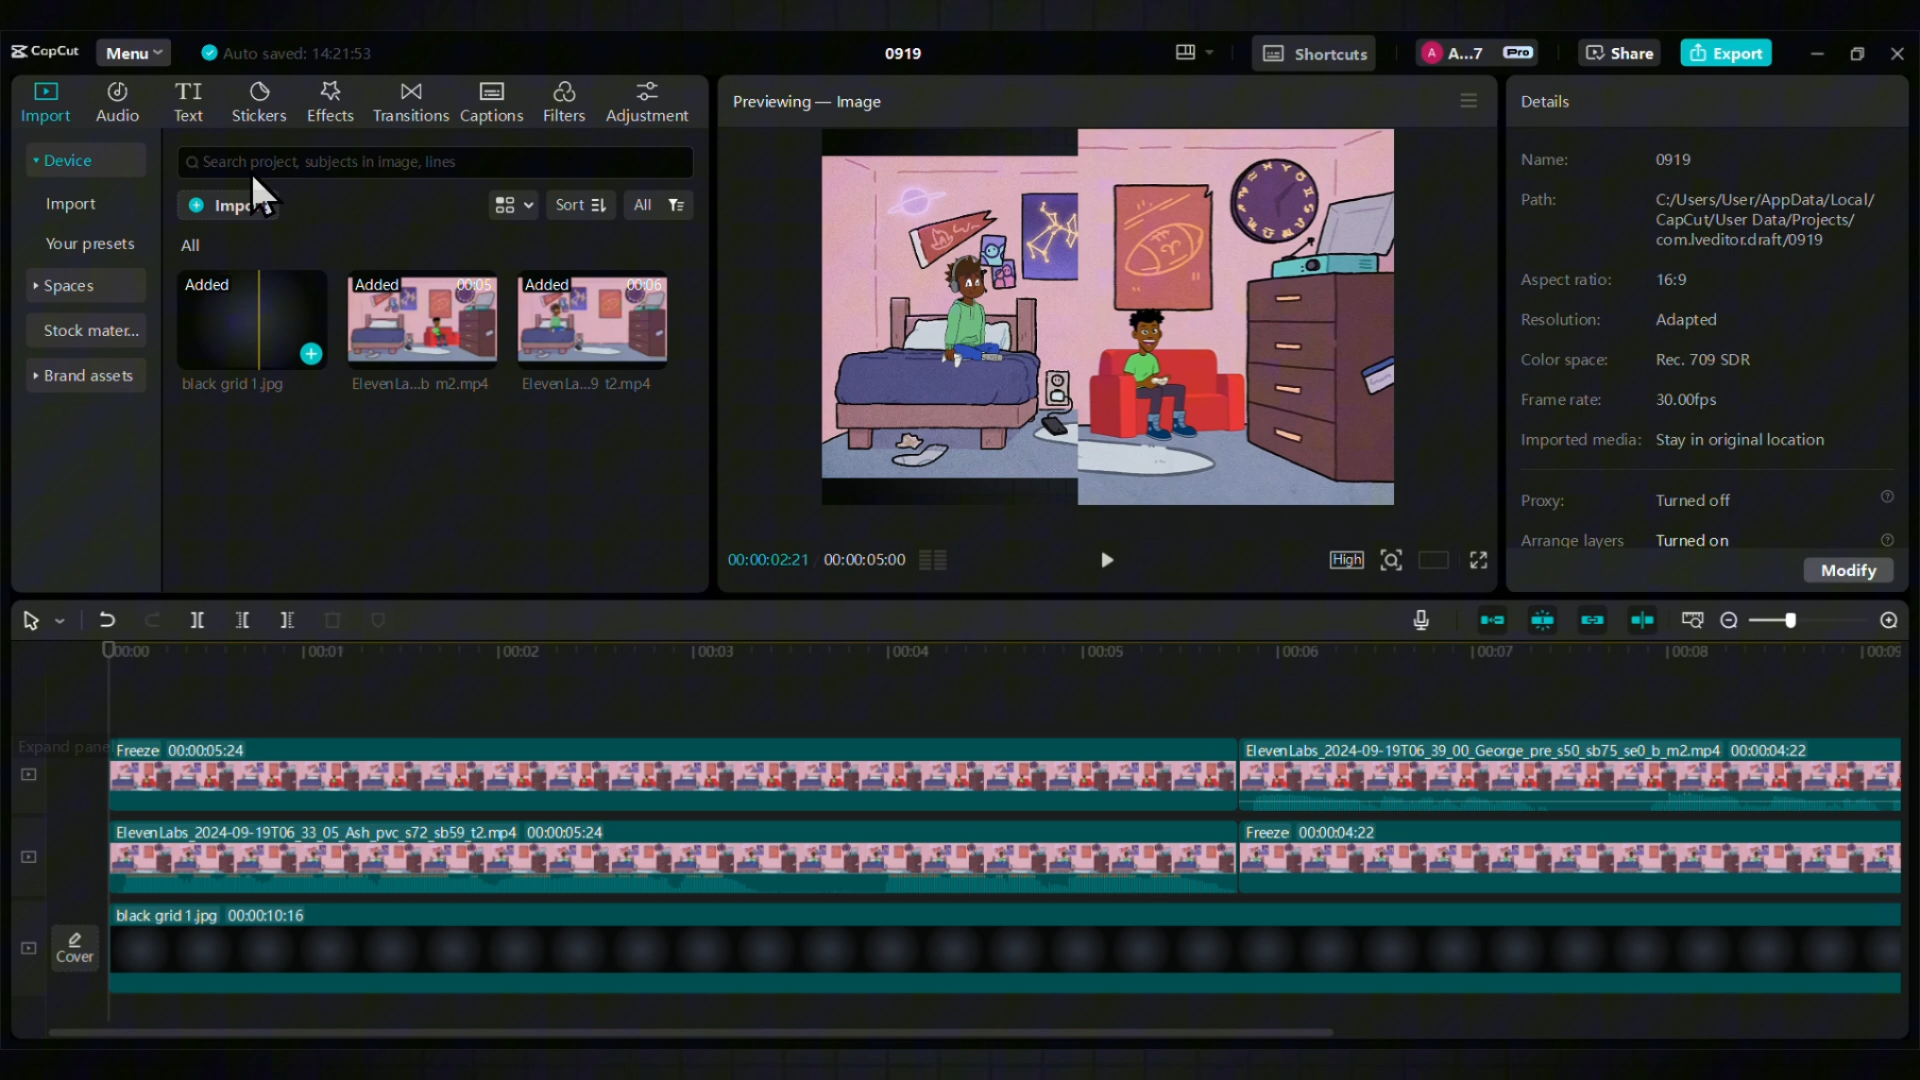 CapCut Menu Auto saved: 14:21:53 0919 Shortcuts A A...7 Pro Share Export
Import Audio Text Stickers Effects Transitions Captions Filters Adjustment
Device
Import
Your presets
Spaces
Stock mater...
Brand assets
Search project, subjects in image, lines
Sort All
All
Added
Added 00:05
Added 00:06
black grid 1.jpg
ElevenLa...b m2.mp4
ElevenLa...9 t2.mp4
Previewing — Image
00:00:02:21 / 00:00:05:00
High
Details
Name: 0919
Path: C:/Users/User/AppData/Local/
CapCut/User Data/Projects/
com.lveditor.draft/0919
Aspect ratio: 16:9
Resolution: Adapted
Color space: Rec. 709 SDR
Frame rate: 30.00fps
Imported media: Stay in original location
Proxy: Turned off
Arrange layers Turned on
Modify
00:00 00:01 00:02 00:03 00:04 00:05 00:06 00:07 00:08 00:09
Freeze 00:00:05:24
ElevenLabs_2024-09-19T06_39_00_George_pre_s50_sb75_se0_b_m2.mp4 00:00:04:22
ElevenLabs_2024-09-19T06_33_05_Ash_pvc_s72_sb59_t2.mp4 00:00:05:24
Freeze 00:00:04:22
black grid 1.jpg 00:00:10:16
Expand pane
Cover